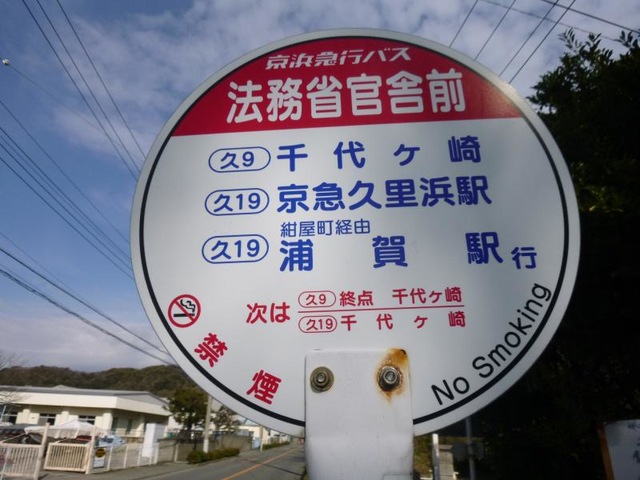 京浜急行バス
法務省官舎前
久9 千代ヶ崎
久19 京急久里浜駅
紺屋町経由
久19 浦賀駅行
次は 久9 終点 千代ヶ崎
久19 千代ヶ崎
禁煙
No Smoking